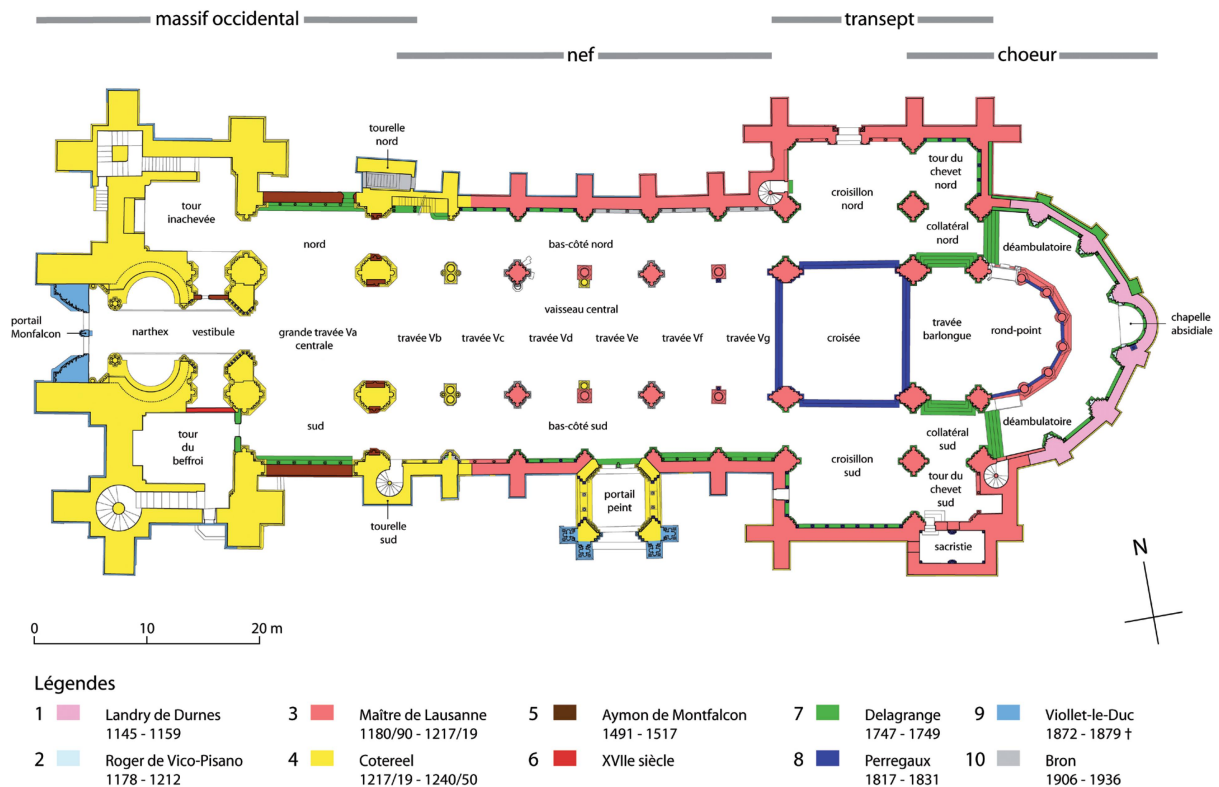 massif occidental
transept
nef
choeur
tourelle
nord
tour
inachevée
croisillon
nord
tour du
chevet
nord
collatéral
nord
déambulatoire
nord
bas-côté nord
portail
Monfalcon
narthex
vestibule
grande travée Va
centrale
vaisseau central
travée Vb
travée Vc
travée Vd
travée Ve
travée Vf
travée Vg
croisée
travée
barlongue
rond-point
chapelle
absidiale
tour
du
beffroi
sud
bas-côté sud
croisillon
sud
collatéral
sud
déambulatoire
tour du
chevet
sud
portail
peint
tourelle
sud
sacristie
N
0 10 20 m
Légendes
1 Landry de Durnes
1145 - 1159
2 Roger de Vico-Pisano
1178 - 1212
3 Maître de Lausanne
1180/90 - 1217/19
4 Cotereel
1217/19 - 1240/50
5 Aymon de Montfalcon
1491 - 1517
6 XVIIe siècle
7 Delagrange
1747 - 1749
8 Perregaux
1817 - 1831
9 Viollet-le-Duc
1872 - 1879 †
10 Bron
1906 - 1936